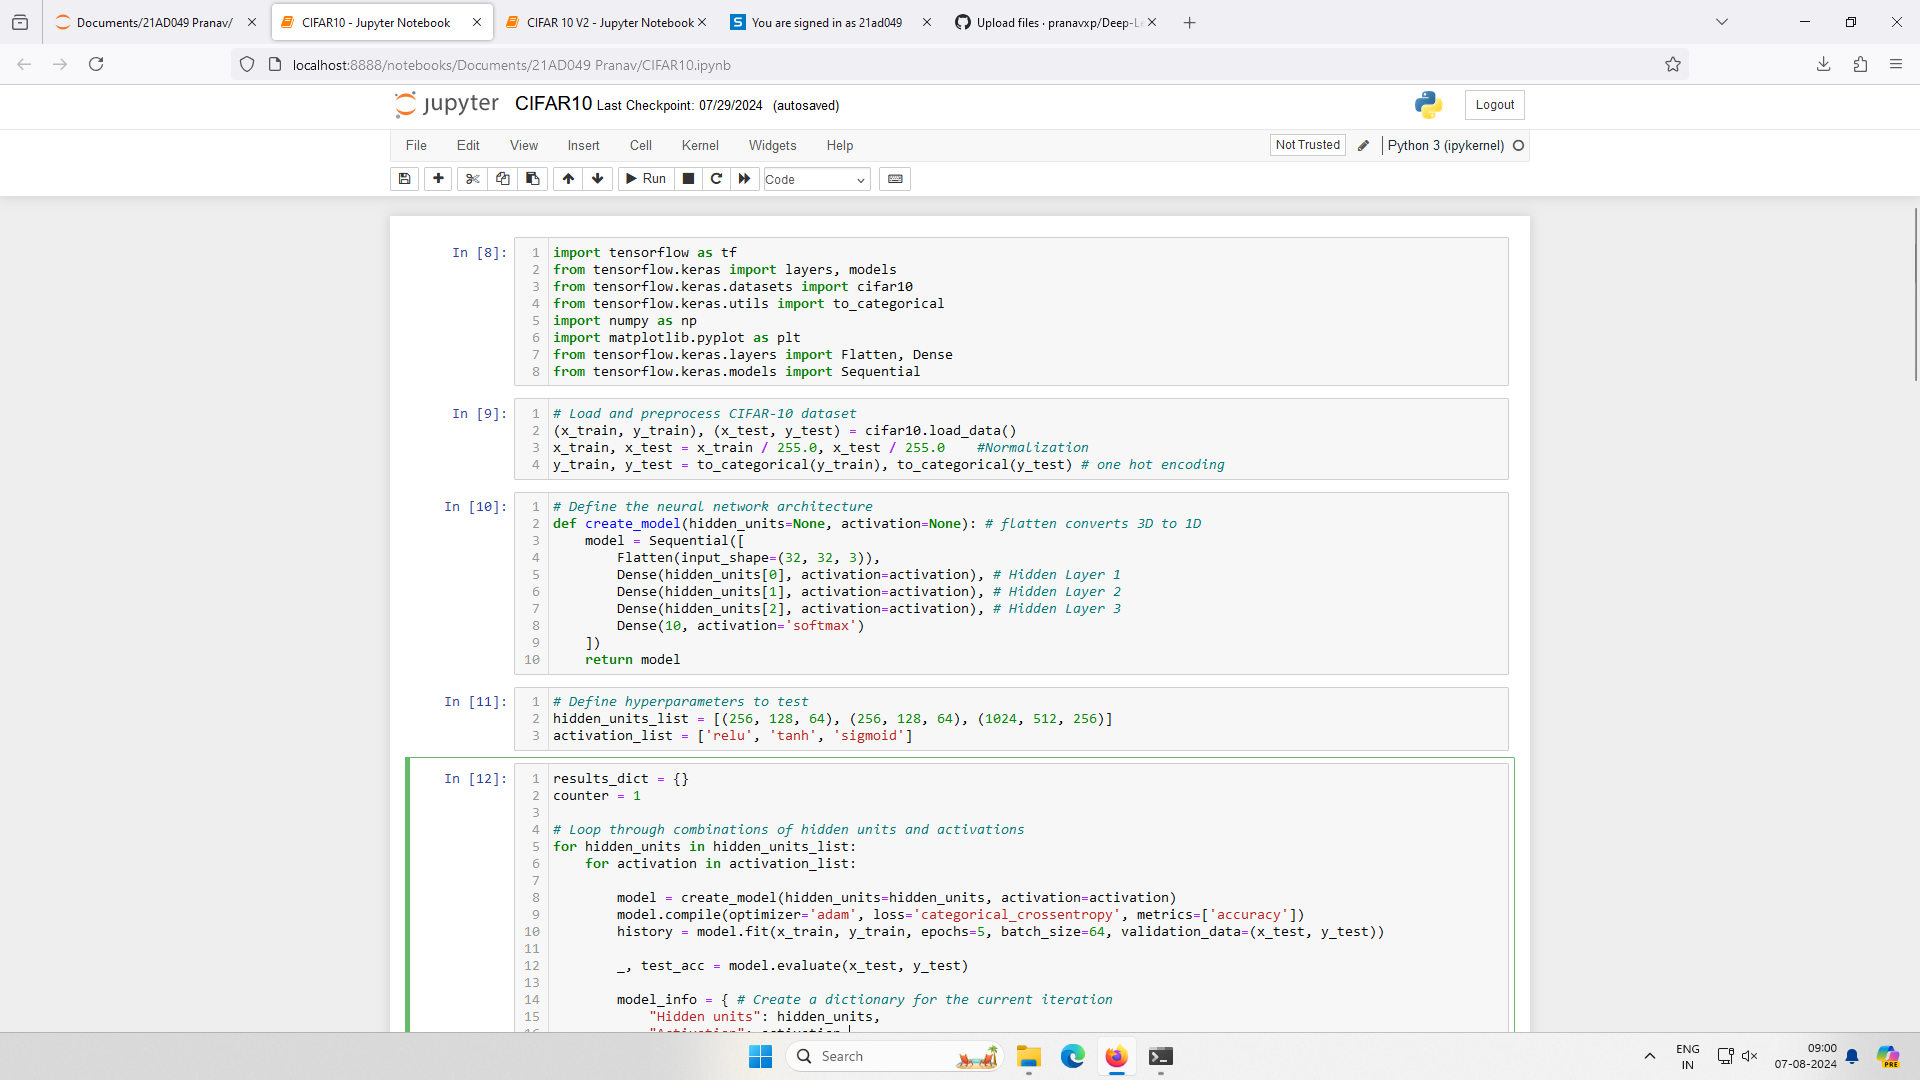 Documents/21AD049 Pranav/
CIFAR10 - Jupyter Notebook
CIFAR 10 V2 - Jupyter Notebook
You are signed in as 21ad049
Upload files · pranavxp/Deep-Le
localhost:8888/notebooks/Documents/21AD049 Pranav/CIFAR10.ipynb
jupyter CIFAR10 Last Checkpoint: 07/29/2024 (autosaved)
Logout
File Edit View Insert Cell Kernel Widgets Help
Not Trusted
Python 3 (ipykernel)
Run
Code
In [8]:
1 import tensorflow as tf
2 from tensorflow.keras import layers, models
3 from tensorflow.keras.datasets import cifar10
4 from tensorflow.keras.utils import to_categorical
5 import numpy as np
6 import matplotlib.pyplot as plt
7 from tensorflow.keras.layers import Flatten, Dense
8 from tensorflow.keras.models import Sequential
In [9]:
1 # Load and preprocess CIFAR-10 dataset
2 (x_train, y_train), (x_test, y_test) = cifar10.load_data()
3 x_train, x_test = x_train / 255.0, x_test / 255.0    #Normalization
4 y_train, y_test = to_categorical(y_train), to_categorical(y_test) # one hot encoding
In [10]:
1 # Define the neural network architecture
2 def create_model(hidden_units=None, activation=None): # flatten converts 3D to 1D
3     model = Sequential([
4         Flatten(input_shape=(32, 32, 3)),
5         Dense(hidden_units[0], activation=activation), # Hidden Layer 1
6         Dense(hidden_units[1], activation=activation), # Hidden Layer 2
7         Dense(hidden_units[2], activation=activation), # Hidden Layer 3
8         Dense(10, activation='softmax')
9     ])
10     return model
In [11]:
1 # Define hyperparameters to test
2 hidden_units_list = [(256, 128, 64), (256, 128, 64), (1024, 512, 256)]
3 activation_list = ['relu', 'tanh', 'sigmoid']
In [12]:
1 results_dict = {}
2 counter = 1
3
4 # Loop through combinations of hidden units and activations
5 for hidden_units in hidden_units_list:
6     for activation in activation_list:
7
8         model = create_model(hidden_units=hidden_units, activation=activation)
9         model.compile(optimizer='adam', loss='categorical_crossentropy', metrics=['accuracy'])
10         history = model.fit(x_train, y_train, epochs=5, batch_size=64, validation_data=(x_test, y_test))
11
12         _, test_acc = model.evaluate(x_test, y_test)
13
14         model_info = { # Create a dictionary for the current iteration
15             "Hidden units": hidden_units,
Search
ENG
IN
09:00
07-08-2024
PRE